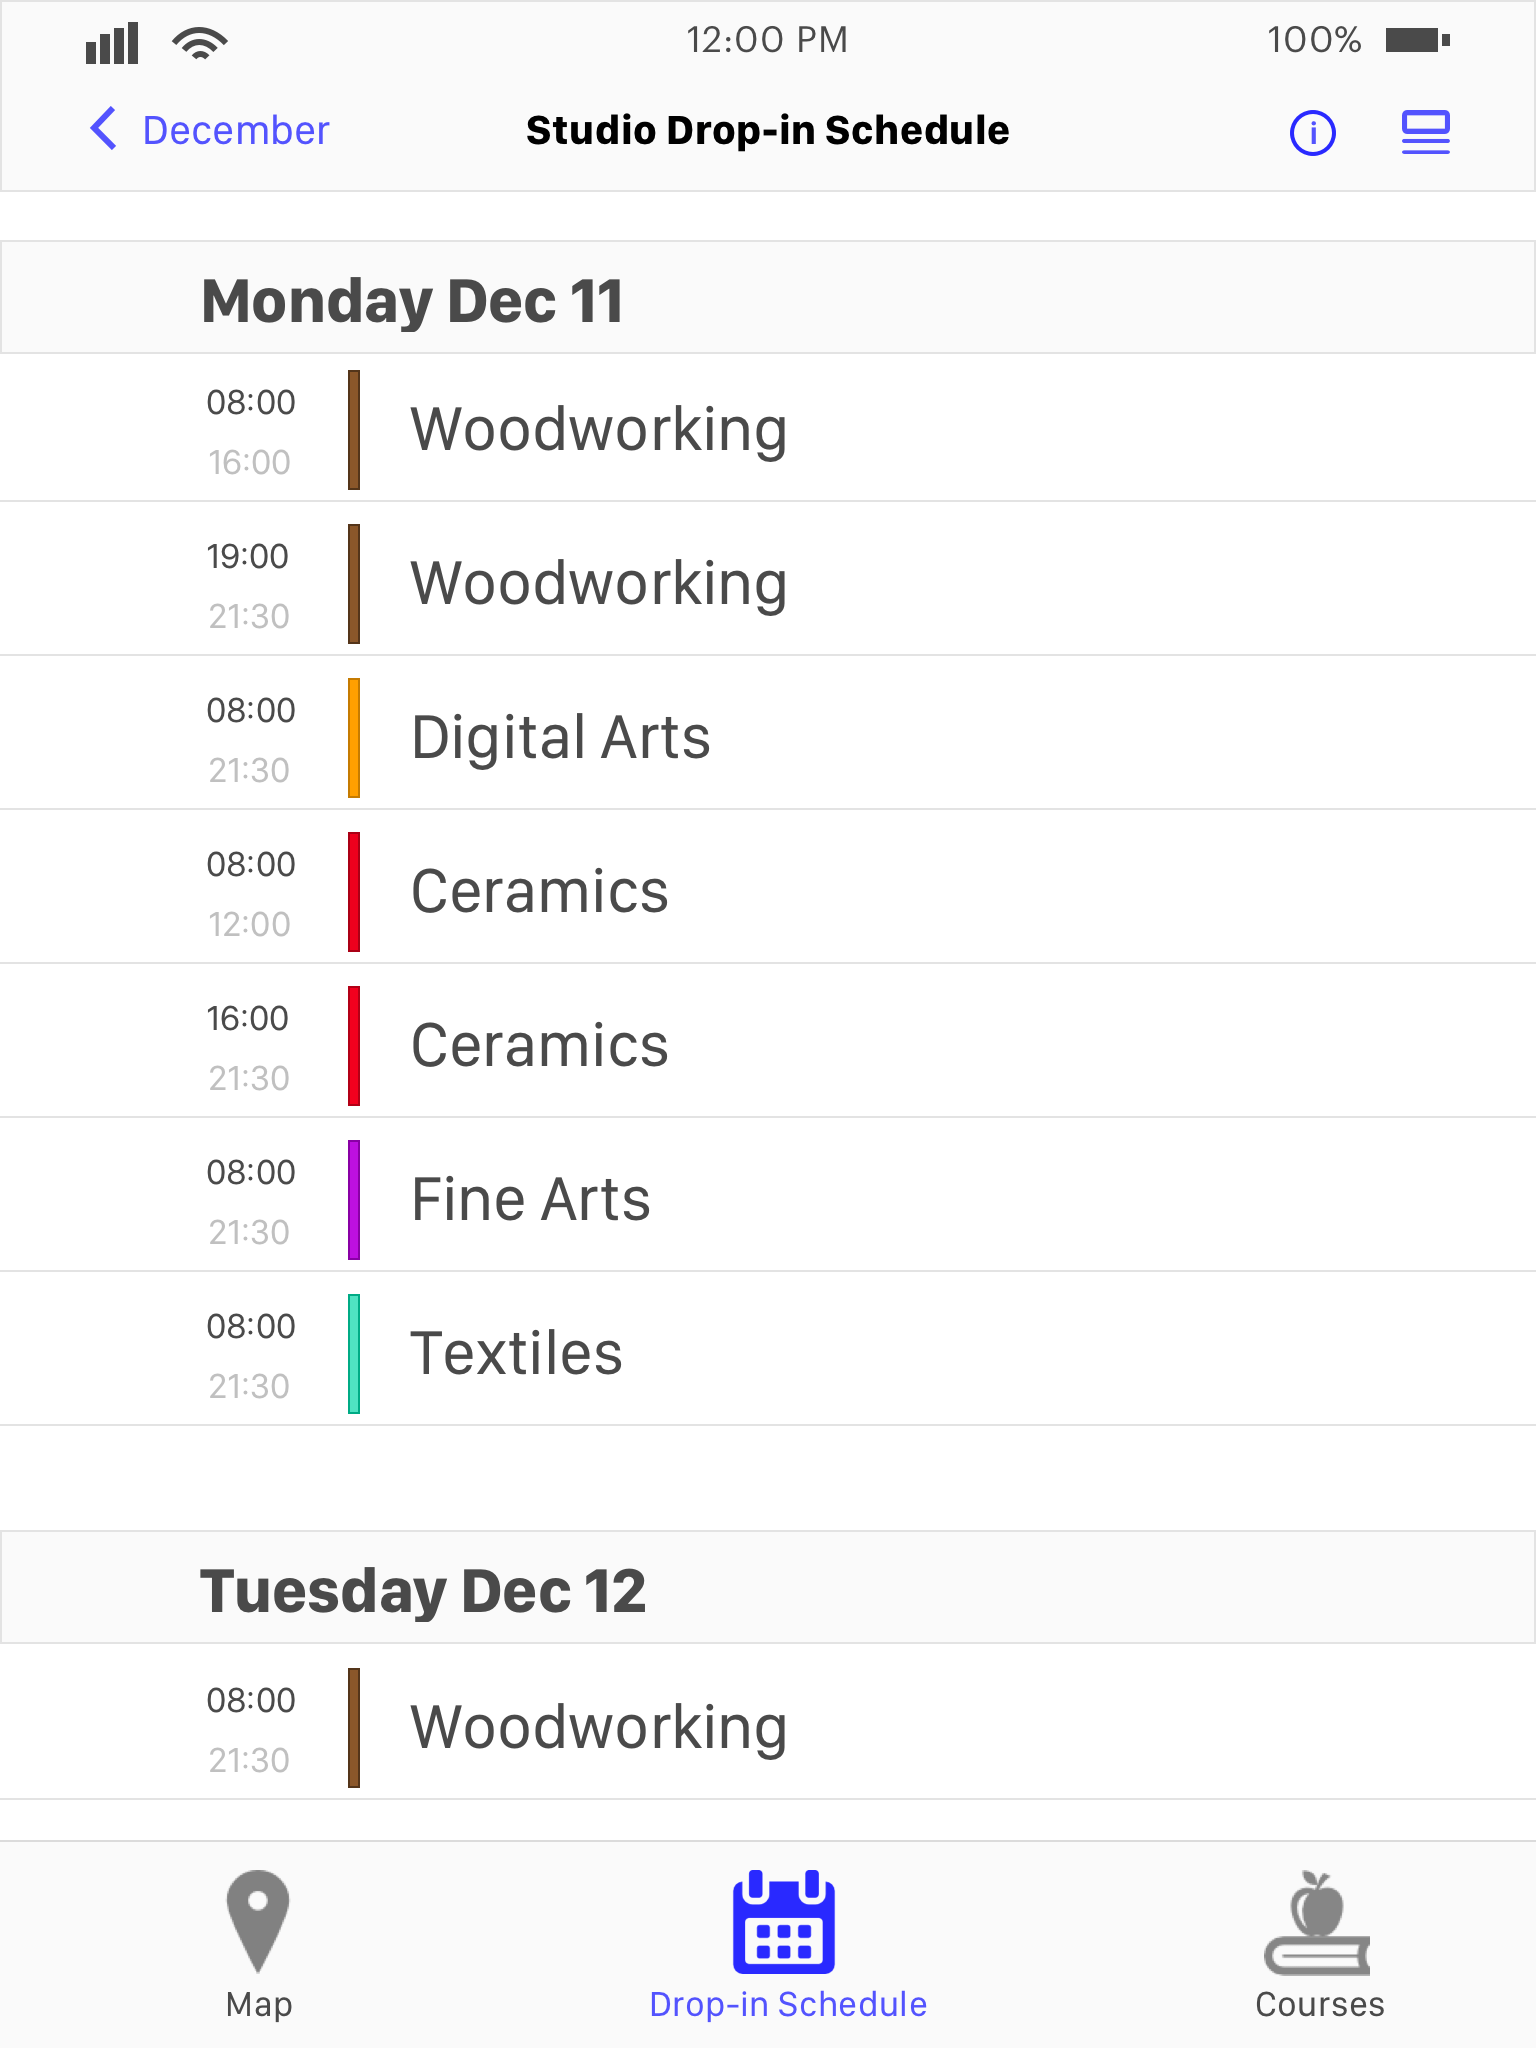 12:00 PM
100%
December
Studio Drop-in Schedule
Monday Dec 11
08:00
16:00
Woodworking
19:00
21:30
Woodworking
08:00
21:30
Digital Arts
08:00
12:00
Ceramics
16:00
21:30
Ceramics
08:00
21:30
Fine Arts
08:00
21:30
Textiles
Tuesday Dec 12
08:00
21:30
Woodworking
Map
Drop-in Schedule
Courses